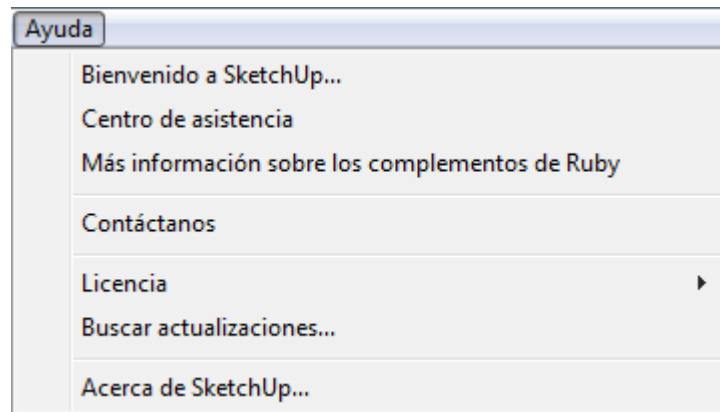 Ayuda
Bienvenido a SketchUp...
Centro de asistencia
Más información sobre los complementos de Ruby
Contáctanos
Licencia
Buscar actualizaciones...
Acerca de SketchUp...